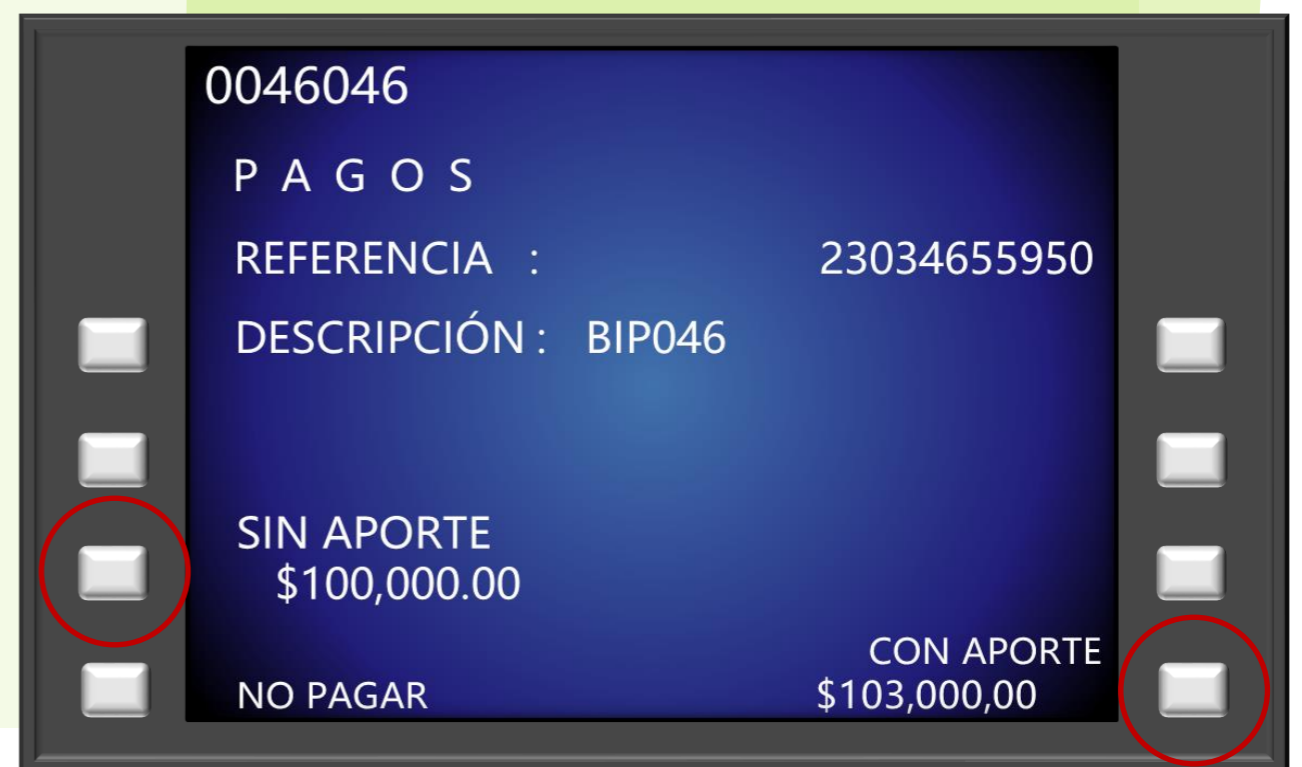 0046046
P A G O S
REFERENCIA : 23034655950
DESCRIPCIÓN : BIP046
SIN APORTE
$100,000.00
CON APORTE
NO PAGAR $103,000,00